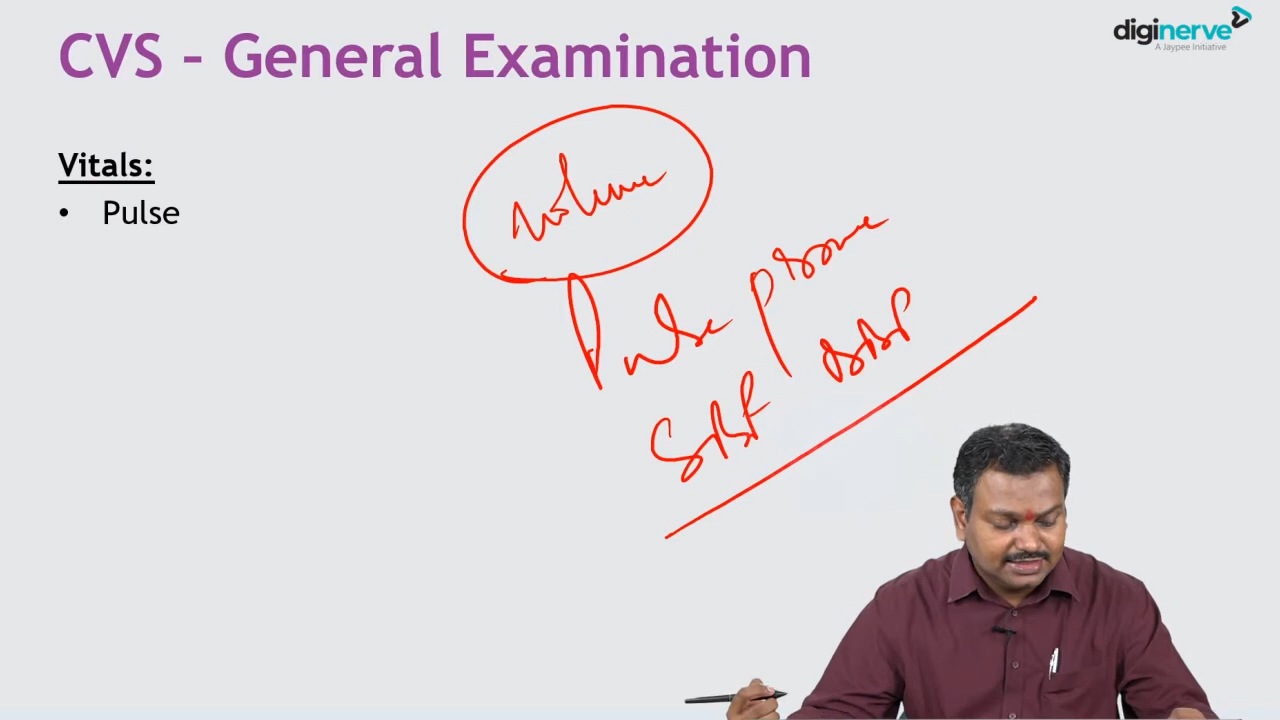 CVS – General Examination
diginerve
A Jaypee Initiative
Vitals:
• Pulse
Volume
Pulse pressure
SBP DBP